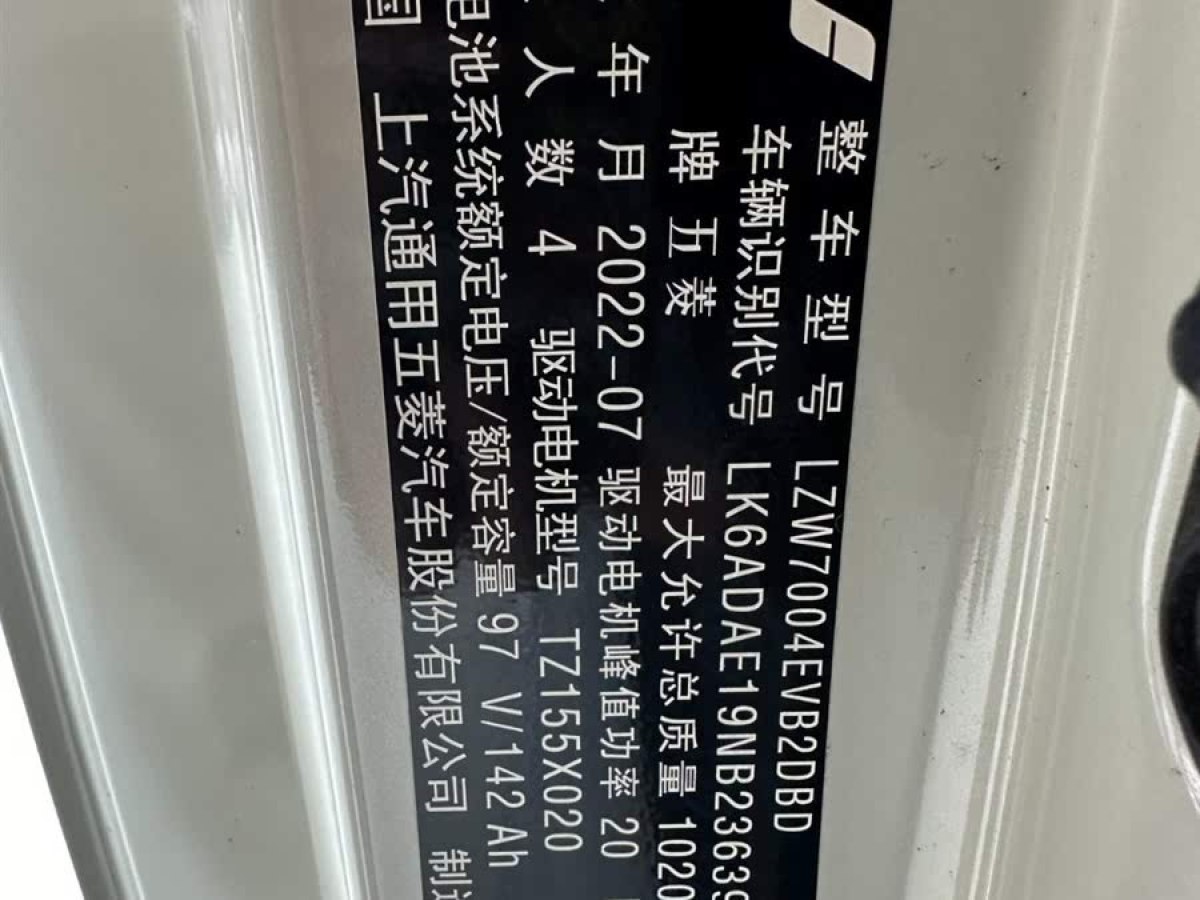 整车型号 LZW7004EVB2DBD
车辆识别代号 LK6ADAE19NB23639
牌 五菱 最大允许总质量 1020
年月 2022-07 驱动电机峰值功率 20
人数 4 驱动电机型号 TZ155X020
电池系统额定电压/额定容量 97 V/142 Ah
国 上汽通用五菱汽车股份有限公司 制造